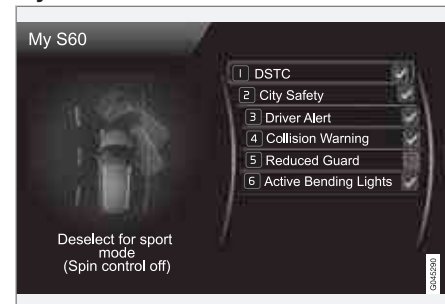 My S60
1 DSTC
2 City Safety
3 Driver Alert
4 Collision Warning
5 Reduced Guard
6 Active Bending Lights
Deselect for sport
mode
(Spin control off)
G045290